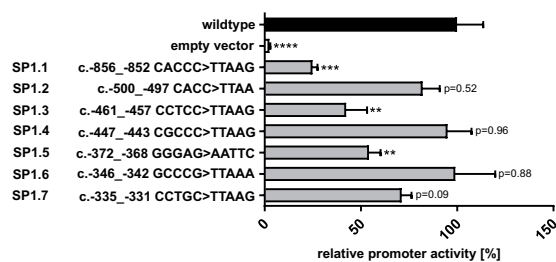 wildtype
empty vector ****
SP1.1 c.-856_-852 CACCC>TTAAG ***
SP1.2 c.-500_-497 CACC>TTAA p=0.52
SP1.3 c.-461_-457 CCTCC>TTAAG **
SP1.4 c.-447_-443 CGCCC>TTAAG p=0.96
SP1.5 c.-372_-368 GGGAG>AATTC **
SP1.6 c.-346_-342 GCCCG>TTAAA p=0.88
SP1.7 c.-335_-331 CCTGC>TTAAG p=0.09
0 50 100 150
relative promoter activity [%]